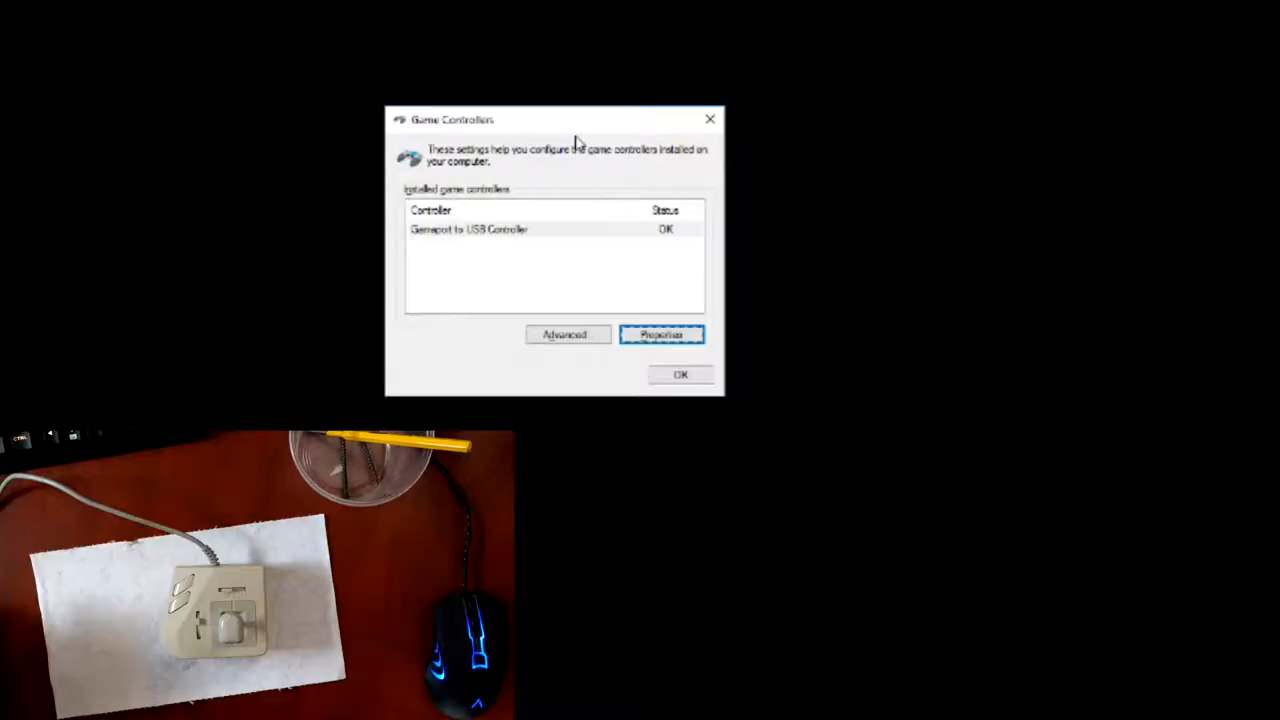 Game Controllers
These settings help you configure the game controllers installed on
your computer.
Installed game controllers
Controller Status
Gameport to USB Controller OK
Advanced... Properties
OK
CTRL